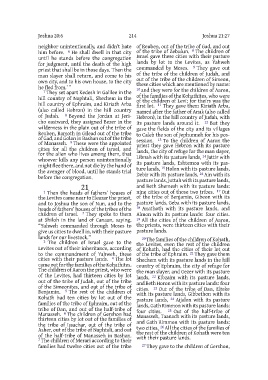 Joshua 20:6
214
Joshua 21:27
neighbor unintentionally, and didn't hate
him before. 6 He shall dwell in that city
until he stands before the congregation
for judgment, until the death of the high
priest that shall be in those days. Then the
man slayer shall return, and come to his
own city, and to his own house, to the city
he fled from.'"
7 They set apart Kedesh in Galilee in the
hill country of Naphtali, Shechem in the
hill country of Ephraim, and Kiriath Arba
(also called Hebron) in the hill country
of Judah. 8 Beyond the Jordan at Jeri-
cho eastward, they assigned Bezer in the
wilderness in the plain out of the tribe of
Reuben, Ramoth in Gilead out of the tribe
of Gad, and Golan in Bashan out of the tribe
of Manasseh. 9 These were the appointed
cities for all the children of Israel, and
for the alien who lives among them, that
whoever kills any person unintentionally
might flee there, and not die by the hand of
the avenger of blood, until he stands trial
before the congregation.
21
1 Then the heads of fathers' houses of
the Levites came near to Eleazar the priest,
and to Joshua the son of Nun, and to the
heads of fathers' houses of the tribes of the
children of Israel. 2 They spoke to them
at Shiloh in the land of Canaan, saying,
"Yahweh commanded through Moses to
give us cities to dwell in, with their pasture
lands for our livestock."
3 The children of Israel gave to the
Levites out of their inheritance, according
to the commandment of Yahweh, these
cities with their pasture lands. 4 The lot
came out for the families of the Kohathites.
The children of Aaron the priest, who were
of the Levites, had thirteen cities by lot
out of the tribe of Judah, out of the tribe
of the Simeonites, and out of the tribe of
Benjamin. 5 The rest of the children of
Kohath had ten cities by lot out of the
families of the tribe of Ephraim, out of the
tribe of Dan, and out of the half-tribe of
Manasseh. 6 The children of Gershon had
thirteen cities by lot out of the families of
the tribe of Issachar, out of the tribe of
Asher, out of the tribe of Naphtali, and out
of the half-tribe of Manasseh in Bashan.
7 The children of Merari according to their
families had twelve cities out of the tribe
of Reuben, out of the tribe of Gad, and out
of the tribe of Zebulun. 8 The children of
Israel gave these cities with their pasture
lands by lot to the Levites, as Yahweh
commanded by Moses. 9 They gave out
of the tribe of the children of Judah, and
out of the tribe of the children of Simeon,
these cities which are mentioned by name:
10 and they were for the children of Aaron,
of the families of the Kohathites, who were
of the children of Levi; for theirs was the
first lot. 11 They gave them Kiriath Arba,
named after the father of Anak (also called
Hebron), in the hill country of Judah, with
its pasture lands around it. 12 But they
gave the fields of the city and its villages
to Caleb the son of Jephunneh for his pos-
session. 13 To the children of Aaron the
priest they gave Hebron with its pasture
lands, the city of refuge for the man slayer,
Libnah with its pasture lands, 14 Jattir with
its pasture lands, Eshtemoa with its pas-
ture lands, 15 Holon with its pasture lands,
Debir with its pasture lands, 16 Ain with its
pasture lands, Juttah with its pasture lands,
and Beth Shemesh with its pasture lands:
nine cities out of those two tribes. 17 Out
of the tribe of Benjamin, Gibeon with its
pasture lands, Geba with its pasture lands,
18 Anathoth with its pasture lands, and
Almon with its pasture lands: four cities.
19 All the cities of the children of Aaron,
the priests, were thirteen cities with their
pasture lands.
20 The families of the children of Kohath,
the Levites, even the rest of the children
of Kohath, had the cities of their lot out
of the tribe of Ephraim. 21 They gave them
Shechem with its pasture lands in the hill
country of Ephraim, the city of refuge for
the man slayer, and Gezer with its pasture
lands, 22 Kibzaim with its pasture lands,
and Beth Horon with its pasture lands: four
cities. 23 Out of the tribe of Dan, Elteke
with its pasture lands, Gibbethon with its
pasture lands, 24 Aijalon with its pasture
lands, Gath Rimmon with its pasture lands:
four cities. 25 Out of the half-tribe of
Manasseh, Taanach with its pasture lands,
and Gath Rimmon with its pasture lands:
two cities. 26 All the cities of the families of
the rest of the children of Kohath were ten
with their pasture lands.
27 They gave to the children of Gershon,